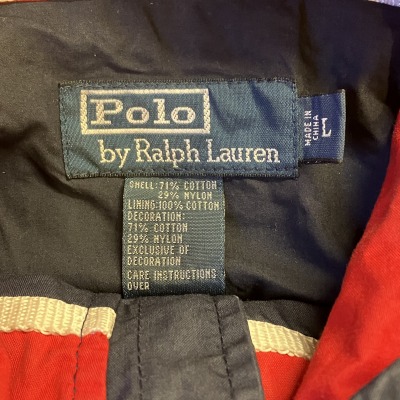 Polo
by Ralph Lauren
MADE IN
CHINA
L
SHELL: 71% COTTON
29% NYLON
LINING: 100% COTTON
DECORATION:
71% COTTON
29% NYLON
EXCLUSIVE OF
DECORATION
CARE INSTRUCTIONS
OVER